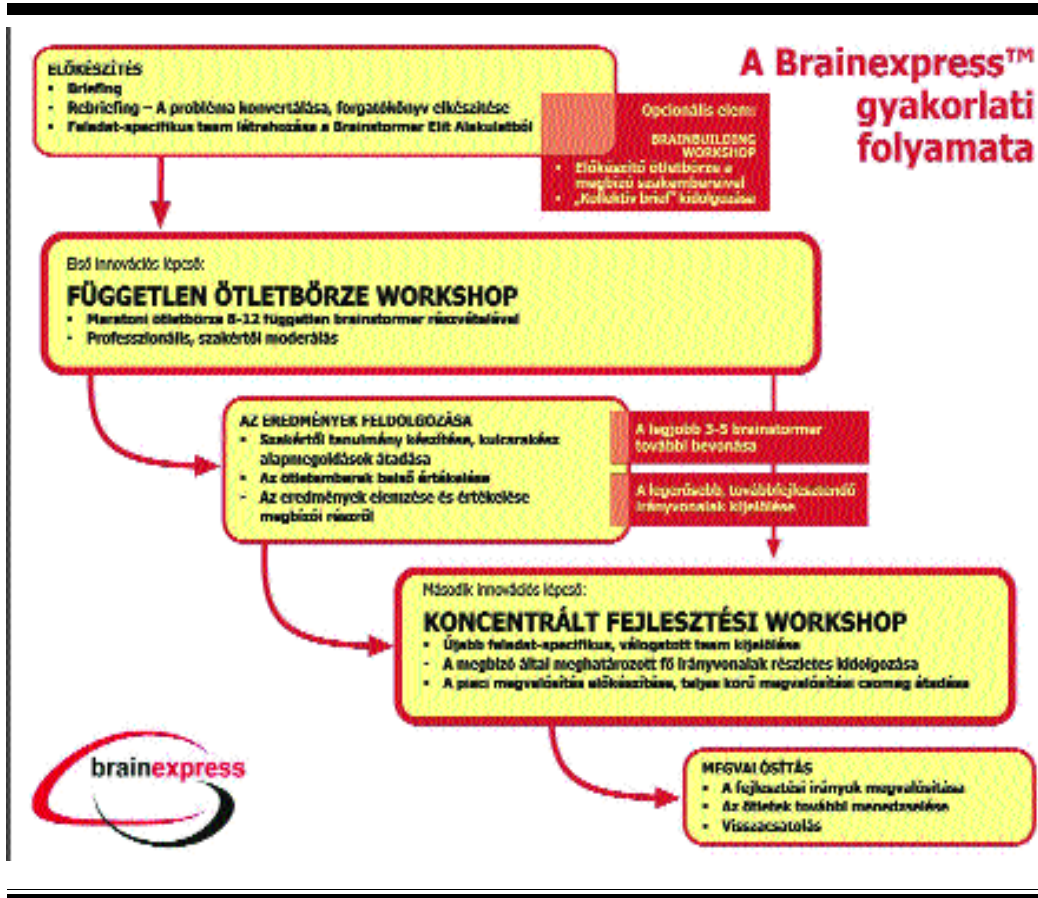 A Brainexpress™
gyakorlati
folyamata
ELŐKÉSZÍTÉS
• Briefing
• Rebriefing – A probléma konvertálása, forgatókönyv elkészítése
• Feladat-specifikus team létrehozása a Brainstormer Elit Alakulatból
Opcionális elem:
BRAINBUILDING
WORKSHOP
• Előkészítő ötletbörze a
megbízó szakembereivel
• „Kollektív brief” kidolgozása
Első innovációs lépcső:
FÜGGETLEN ÖTLETBÖRZE WORKSHOP
• Maratoni ötletbörze 8-12 független brainstormer részvételével
• Professzionális, szakértői moderálás
AZ EREDMÉNYEK FELDOLGOZÁSA
• Szakértői tanulmány készítése, kulcsrakész
alapmegoldások átadása
• Az ötletemberek belső értékelése
- Az eredmények elemzése és értékelése
megbízói részről
A legjobb 3-5 brainstormer
további bevonása
A legerősebb, továbbfejlesztendő
irányvonalak kijelölése
Második innovációs lépcső:
KONCENTRÁLT FEJLESZTÉSI WORKSHOP
• Újabb feladat-specifikus, válogatott team kijelölése
- A megbízó által meghatározott fő irányvonalak részletes kidolgozása
• A piaci megvalósítás előkészítése, teljes körű megvalósítási csomag átadása
MEGVALÓSÍTÁS
• A fejlesztési irányok megvalósítása
• Az ötletek további menedzselése
• Visszacsatolás
brainexpress